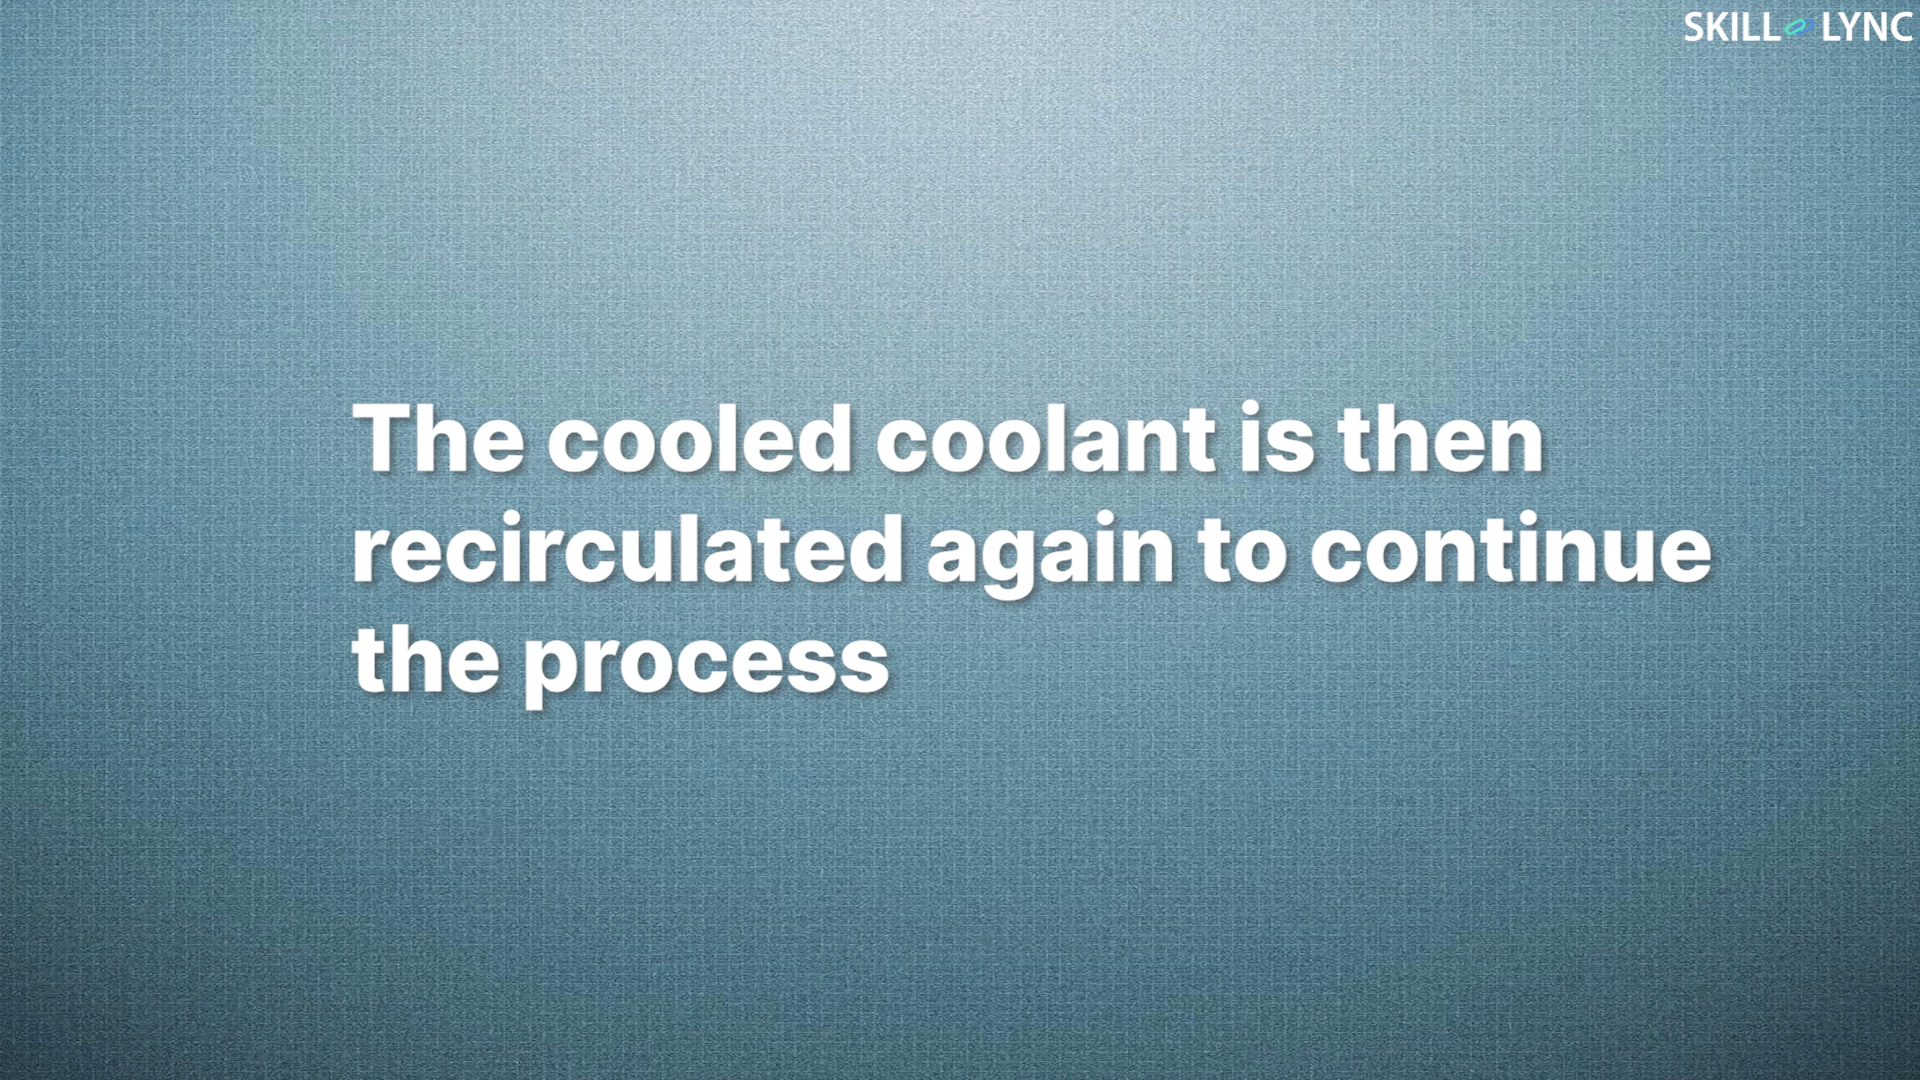 SKILL LYNC
The cooled coolant is then
recirculated again to continue
the process